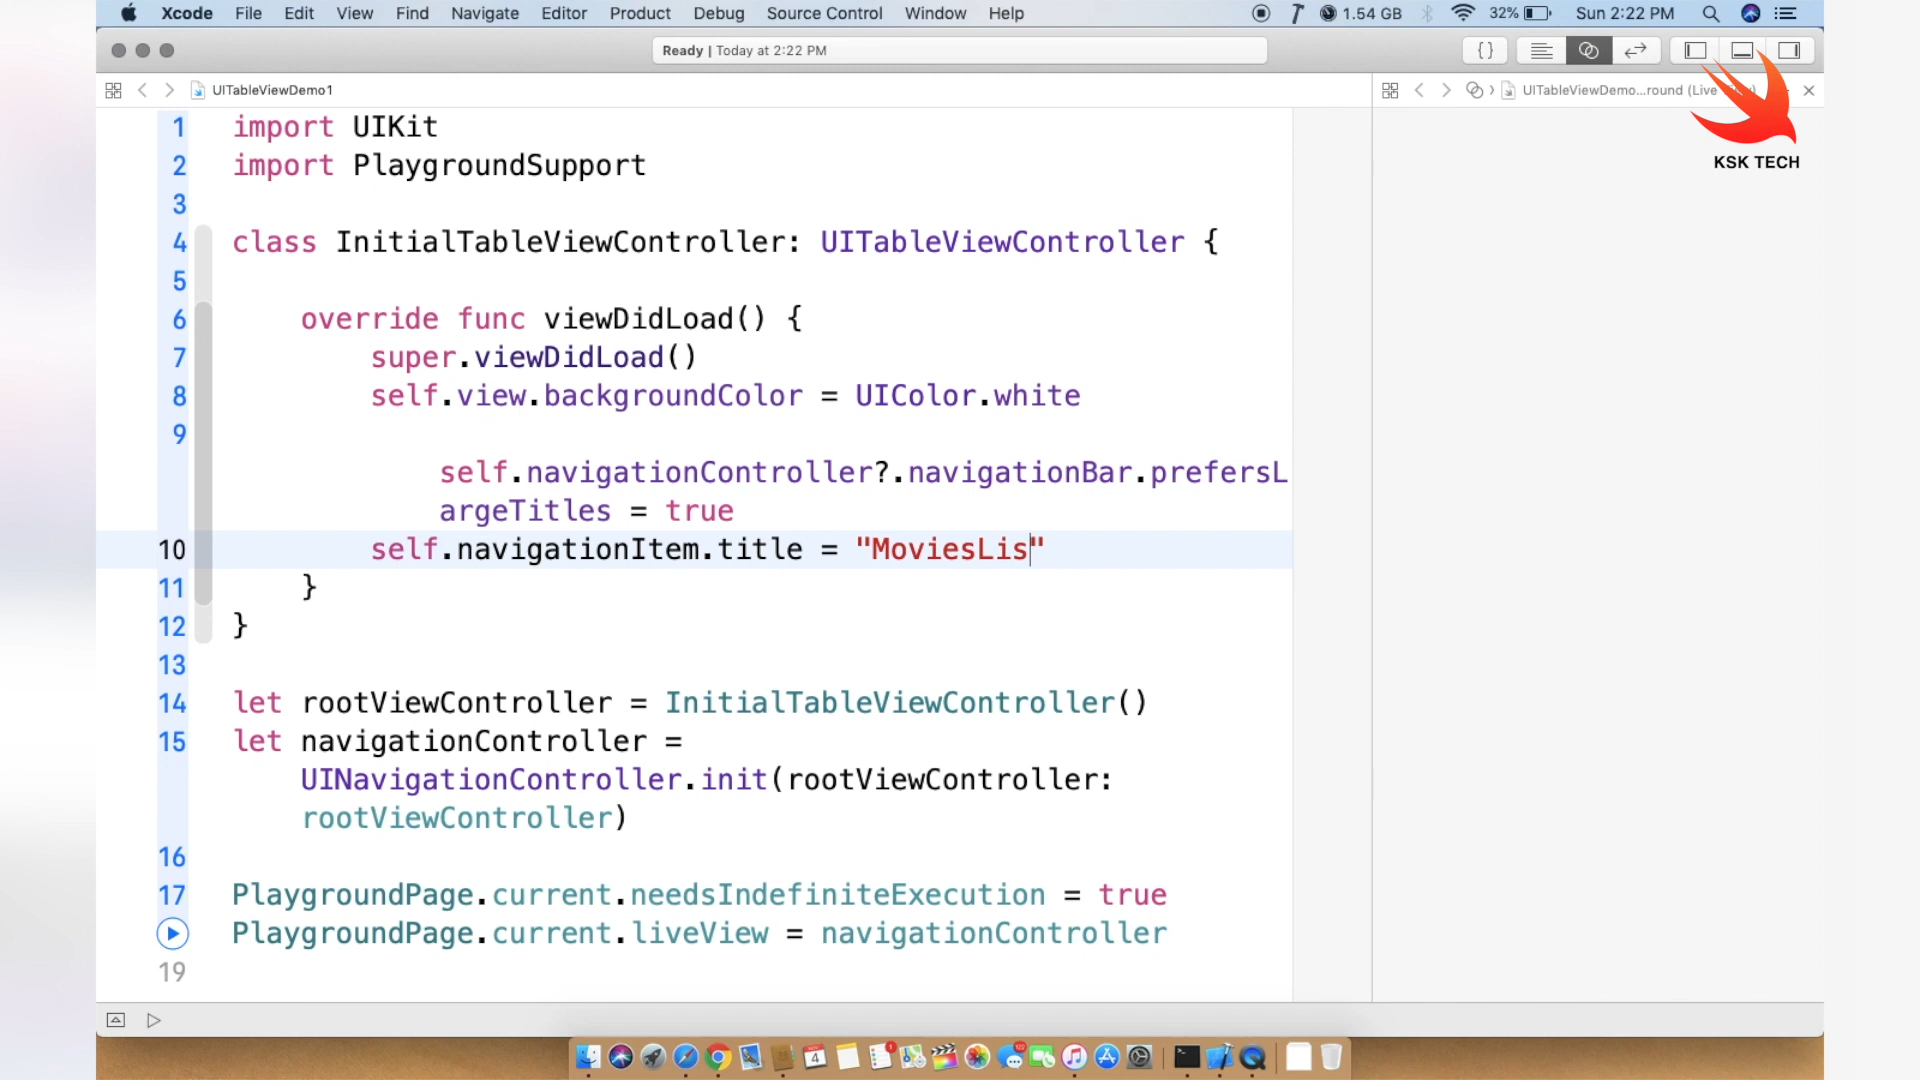 Xcode File Edit View Find Navigate Editor Product Debug Source Control Window Help 1.54 GB 32% Sun 2:22 PM
Ready | Today at 2:22 PM
UITableViewDemo1
UITableViewDemo...round (Live
KSK TECH
1 import UIKit
2 import PlaygroundSupport
3
4 class InitialTableViewController: UITableViewController {
5
6 override func viewDidLoad() {
7 super.viewDidLoad()
8 self.view.backgroundColor = UIColor.white
9
self.navigationController?.navigationBar.prefersL
argeTitles = true
10 self.navigationItem.title = "MoviesLis"
11 }
12 }
13
14 let rootViewController = InitialTableViewController()
15 let navigationController =
UINavigationController.init(rootViewController:
rootViewController)
16
17 PlaygroundPage.current.needsIndefiniteExecution = true
PlaygroundPage.current.liveView = navigationController
19
4